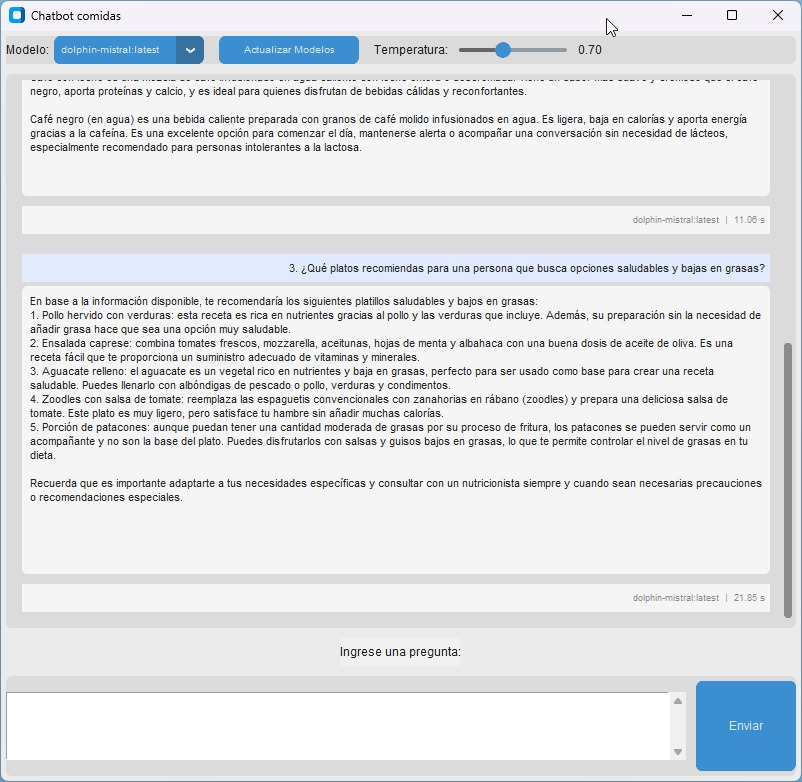 Chatbot comidas
Modelo: dolphin-mistral:latest Actualizar Modelos Temperatura: 0.70
negro, aporta proteínas y calcio, y es ideal para quienes disfrutan de bebidas cálidas y reconfortantes.
Café negro (en agua) es una bebida caliente preparada con granos de café molido infusionados en agua. Es ligera, baja en calorías y aporta energía
gracias a la cafeína. Es una excelente opción para comenzar el día, mantenerse alerta o acompañar una conversación sin necesidad de lácteos,
especialmente recomendado para personas intolerantes a la lactosa.
dolphin-mistral:latest | 11.06 s
3. ¿Qué platos recomiendas para una persona que busca opciones saludables y bajas en grasas?
En base a la información disponible, te recomendaría los siguientes platillos saludables y bajos en grasas:
1. Pollo hervido con verduras: esta receta es rica en nutrientes gracias al pollo y las verduras que incluye. Además, su preparación sin la necesidad de
añadir grasa hace que sea una opción muy saludable.
2. Ensalada caprese: combina tomates frescos, mozzarella, aceitunas, hojas de menta y albahaca con una buena dosis de aceite de oliva. Es una
receta fácil que te proporciona un suministro adecuado de vitaminas y minerales.
3. Aguacate relleno: el aguacate es un vegetal rico en nutrientes y baja en grasas, perfecto para ser usado como base para crear una receta
saludable. Puedes llenarlo con albóndigas de pescado o pollo, verduras y condimentos.
4. Zoodles con salsa de tomate: reemplaza las espaguetis convencionales con zanahorias en rábano (zoodles) y prepara una deliciosa salsa de
tomate. Este plato es muy ligero, pero satisface tu hambre sin añadir muchas calorías.
5. Porción de patacones: aunque puedan tener una cantidad moderada de grasas por su proceso de fritura, los patacones se pueden servir como un
acompañante y no son la base del plato. Puedes disfrutarlos con salsas y guisos bajos en grasas, lo que te permite controlar el nivel de grasas en tu
dieta.
Recuerda que es importante adaptarte a tus necesidades específicas y consultar con un nutricionista siempre y cuando sean necesarias precauciones
o recomendaciones especiales.
dolphin-mistral:latest | 21.85 s
Ingrese una pregunta:
Enviar